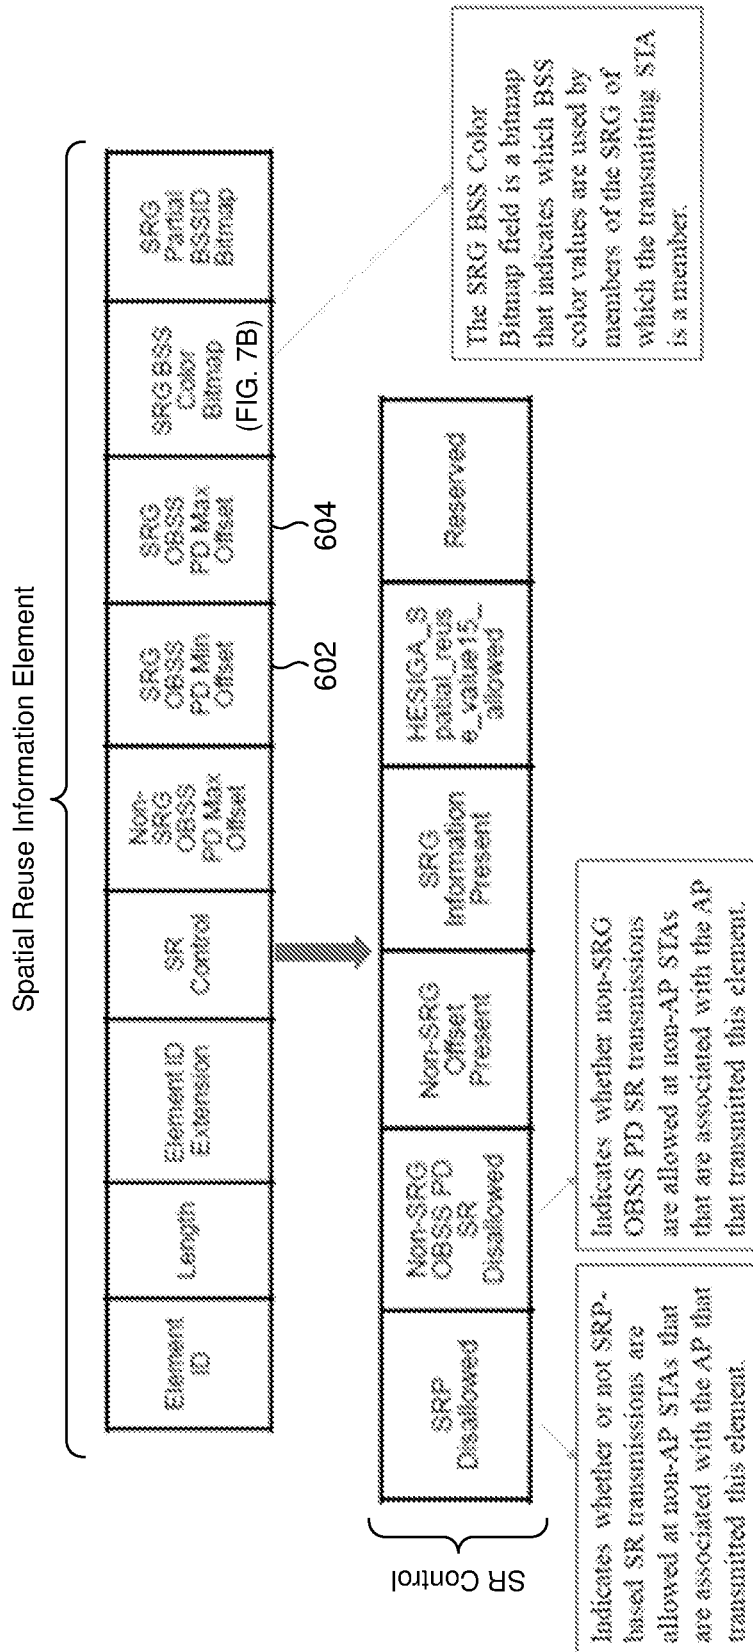 Spatial Reuse Information Element
Element
ID
Length
Element ID
Extension
SR
Control
Non-
SRG
OBSS
PD Max
Offset
SRG
OBSS
PD Min
Offset
SRG
OBSS
PD Max
Offset
SRG BSS
Color
Bitmap
(FIG. 7B)
SRG
Partial
BSSID
Bitmap
602
604
SR Control
SRP
Disallowed
Non-SRG
OBSS PD
SR
Disallowed
Non-SRG
Offset
Present
SRG
Information
Present
HESIGA_S
patial_reus
e_value15_
allowed
Reserved
Indicates whether or not SRP-
based SR transmissions are
allowed at non-AP STAs that
are associated with the AP that
transmitted this element.
Indicates whether non-SRG
OBSS PD SR transmissions
are allowed at non-AP STAs
that are associated with the AP
that transmitted this element.
The SRG BSS Color
Bitmap field is a bitmap
that indicates which BSS
color values are used by
members of the SRG of
which the transmitting STA
is a member.